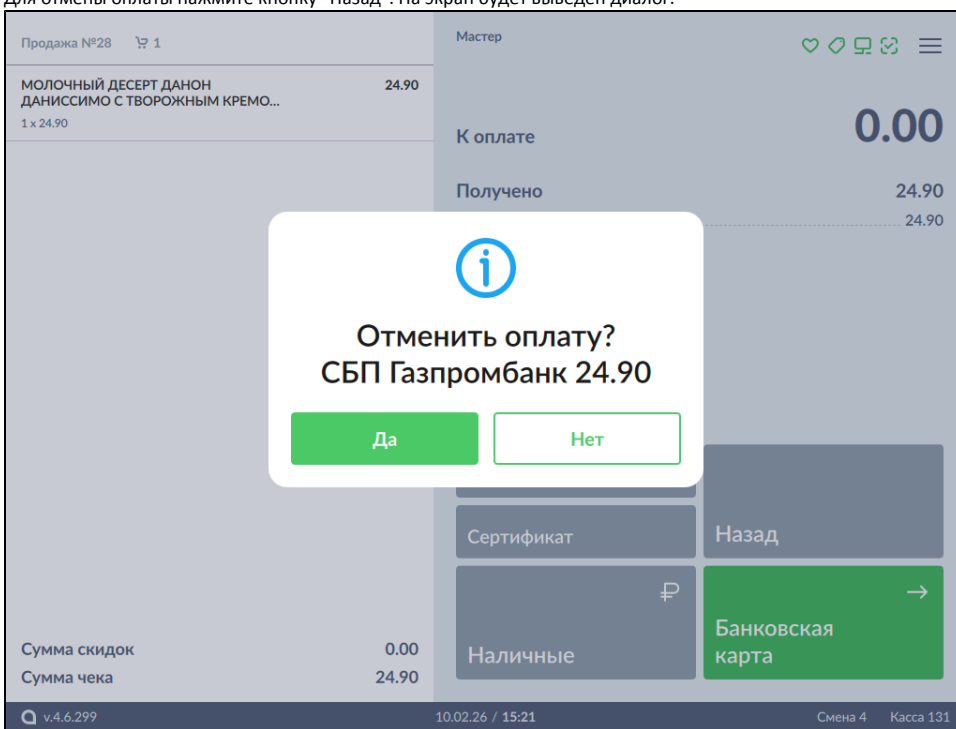 Для отмены оплаты нажмите кнопку "Назад". На экран будет выведен диалог:
Продажа №28 1
Мастер
МОЛОЧНЫЙ ДЕСЕРТ ДАНОН 24.90
ДАНИССИМО С ТВОРОЖНЫМ КРЕМО...
1 x 24.90
К оплате 0.00
Получено 24.90
24.90
Отменить оплату?
СБП Газпромбанк 24.90
Да Нет
Сертификат
Назад
Наличные
Банковская
карта
Сумма скидок 0.00
Сумма чека 24.90
v.4.6.299 10.02.26 / 15:21 Смена 4 Касса 131